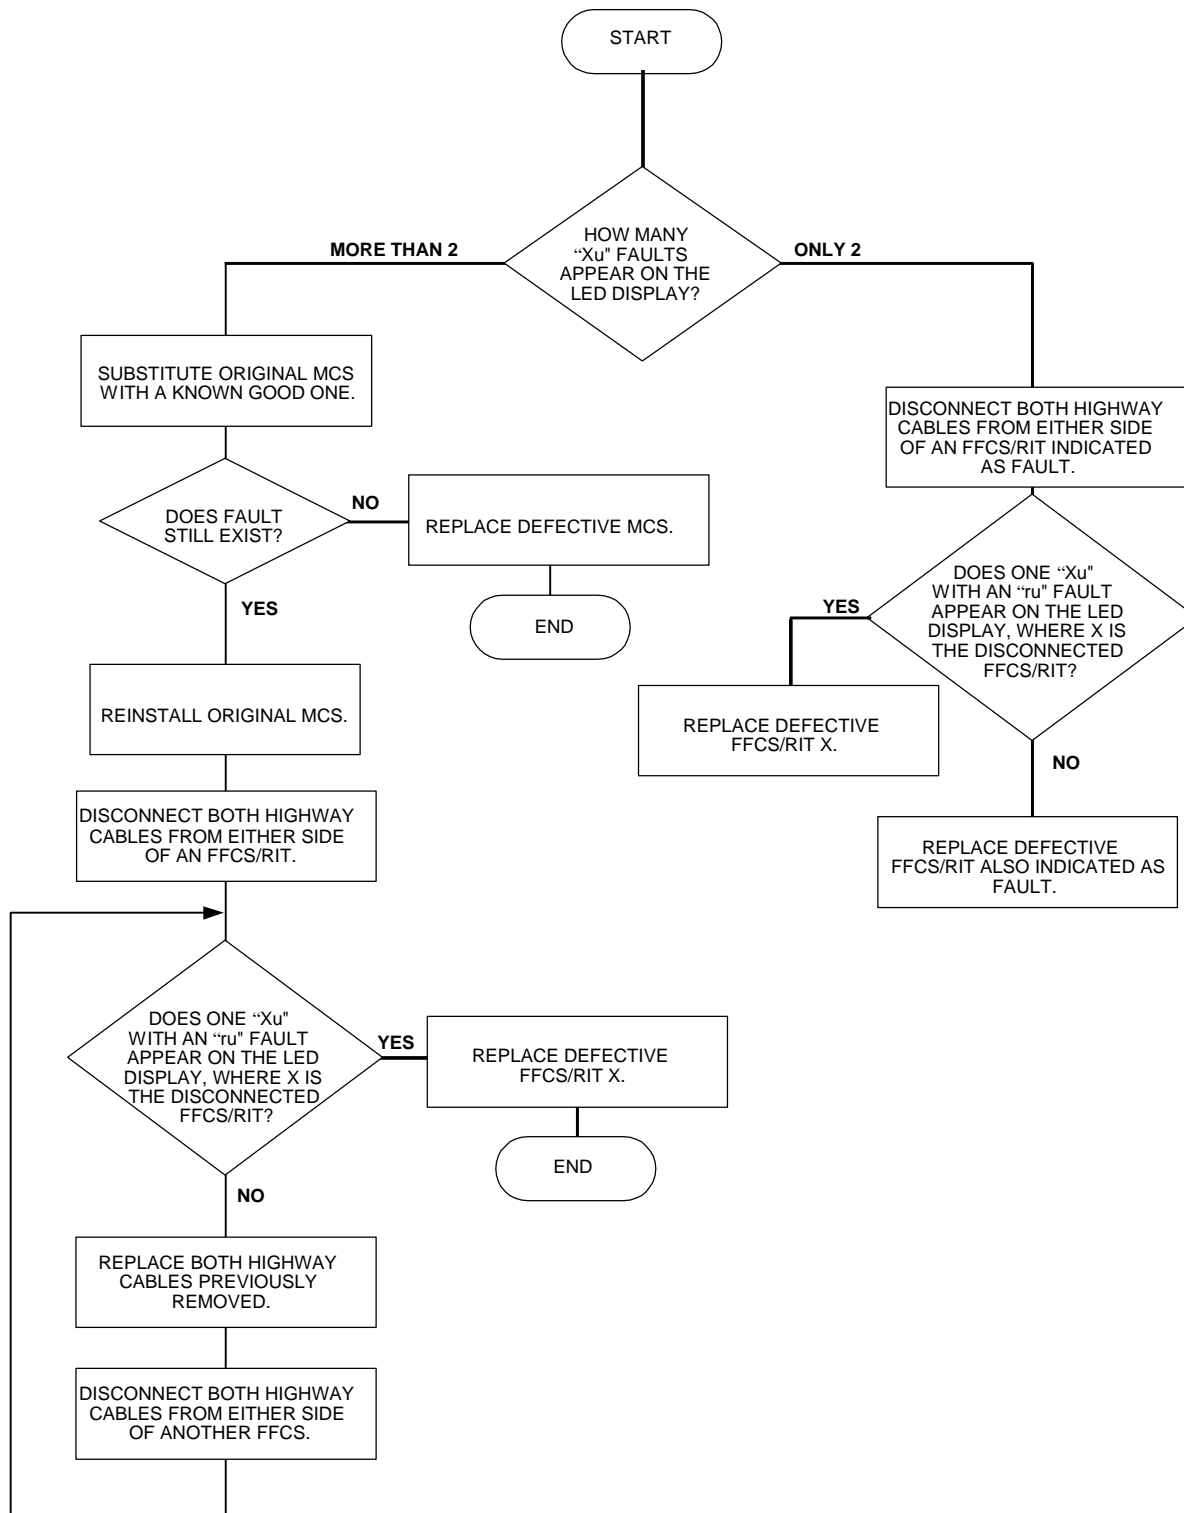 START
HOW MANY
“Xu" FAULTS
APPEAR ON THE
LED DISPLAY?
MORE THAN 2
ONLY 2
SUBSTITUTE ORIGINAL MCS
WITH A KNOWN GOOD ONE.
DOES FAULT
STILL EXIST?
NO
REPLACE DEFECTIVE MCS.
END
YES
REINSTALL ORIGINAL MCS.
DISCONNECT BOTH HIGHWAY
CABLES FROM EITHER SIDE
OF AN FFCS/RIT.
DOES ONE “Xu"
WITH AN “ru" FAULT
APPEAR ON THE LED
DISPLAY, WHERE X IS
THE DISCONNECTED
FFCS/RIT?
YES
REPLACE DEFECTIVE
FFCS/RIT X.
END
NO
REPLACE BOTH HIGHWAY
CABLES PREVIOUSLY
REMOVED.
DISCONNECT BOTH HIGHWAY
CABLES FROM EITHER SIDE
OF ANOTHER FFCS.
DISCONNECT BOTH HIGHWAY
CABLES FROM EITHER SIDE
OF AN FFCS/RIT INDICATED
AS FAULT.
DOES ONE “Xu"
WITH AN “ru" FAULT
APPEAR ON THE LED
DISPLAY, WHERE X IS
THE DISCONNECTED
FFCS/RIT?
YES
REPLACE DEFECTIVE
FFCS/RIT X.
NO
REPLACE DEFECTIVE
FFCS/RIT ALSO INDICATED AS
FAULT.